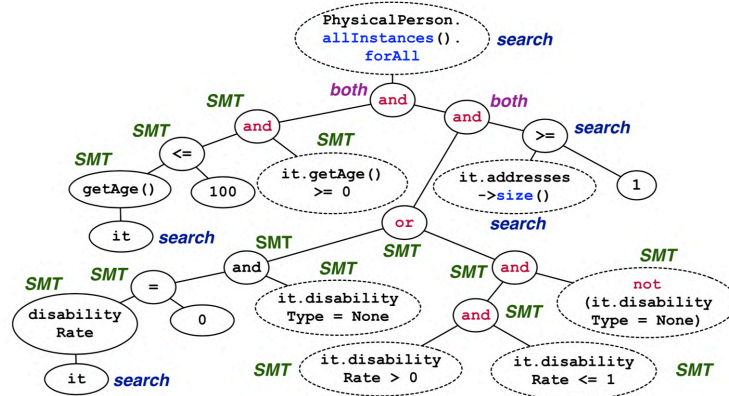 PhysicalPerson.
allInstances().
forAll
search
both
and
both
SMT
and
and
SMT
<=
>=
search
SMT
getAge()
100
it.getAge()
>= 0
it.addresses
->size()
1
it
search
search
or
SMT
SMT
and
SMT
SMT
=
SMT
SMT
and
SMT
not
(it.disability
Type = None)
disability
Rate
0
it.disability
Type = None
and
SMT
it
search
SMT
it.disability
Rate > 0
it.disability
Rate <= 1
SMT